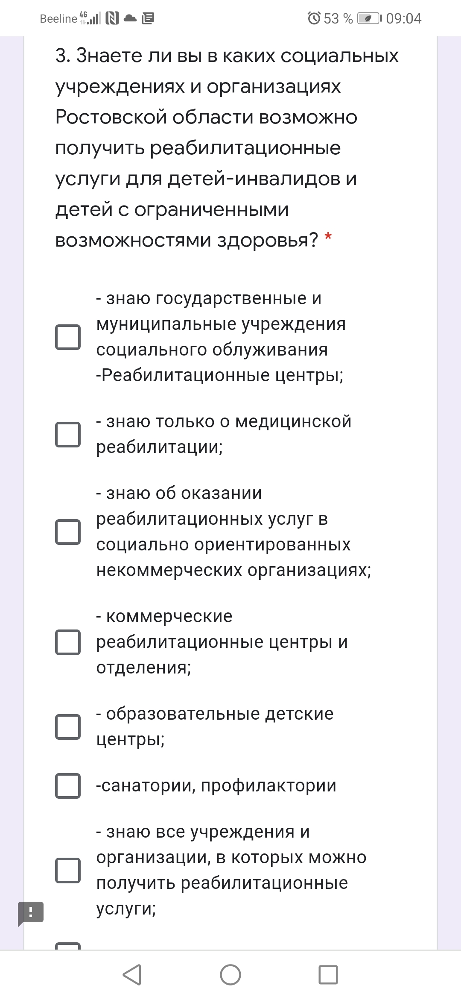 Beeline 4G 53 % 09:04
3. Знаете ли вы в каких социальных
учреждениях и организациях
Ростовской области возможно
получить реабилитационные
услуги для детей-инвалидов и
детей с ограниченными
возможностями здоровья? *
- знаю государственные и
муниципальные учреждения
социального облуживания
-Реабилитационные центры;
- знаю только о медицинской
реабилитации;
- знаю об оказании
реабилитационных услуг в
социально ориентированных
некоммерческих организациях;
- коммерческие
реабилитационные центры и
отделения;
- образовательные детские
центры;
-санатории, профилактории
- знаю все учреждения и
организации, в которых можно
получить реабилитационные
услуги;